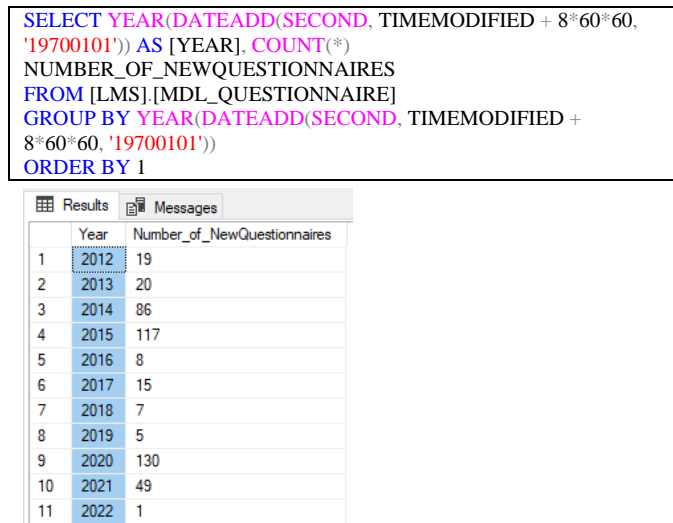 SELECT YEAR(DATEADD(SECOND, TIMEMODIFIED + 8*60*60,
'19700101')) AS [YEAR], COUNT(*)
NUMBER_OF_NEWQUESTIONNAIRES
FROM [LMS].[MDL_QUESTIONNAIRE]
GROUP BY YEAR(DATEADD(SECOND, TIMEMODIFIED +
8*60*60, '19700101'))
ORDER BY 1
Results Messages
Year Number_of_NewQuestionnaires
1 2012 19
2 2013 20
3 2014 86
4 2015 117
5 2016 8
6 2017 15
7 2018 7
8 2019 5
9 2020 130
10 2021 49
11 2022 1